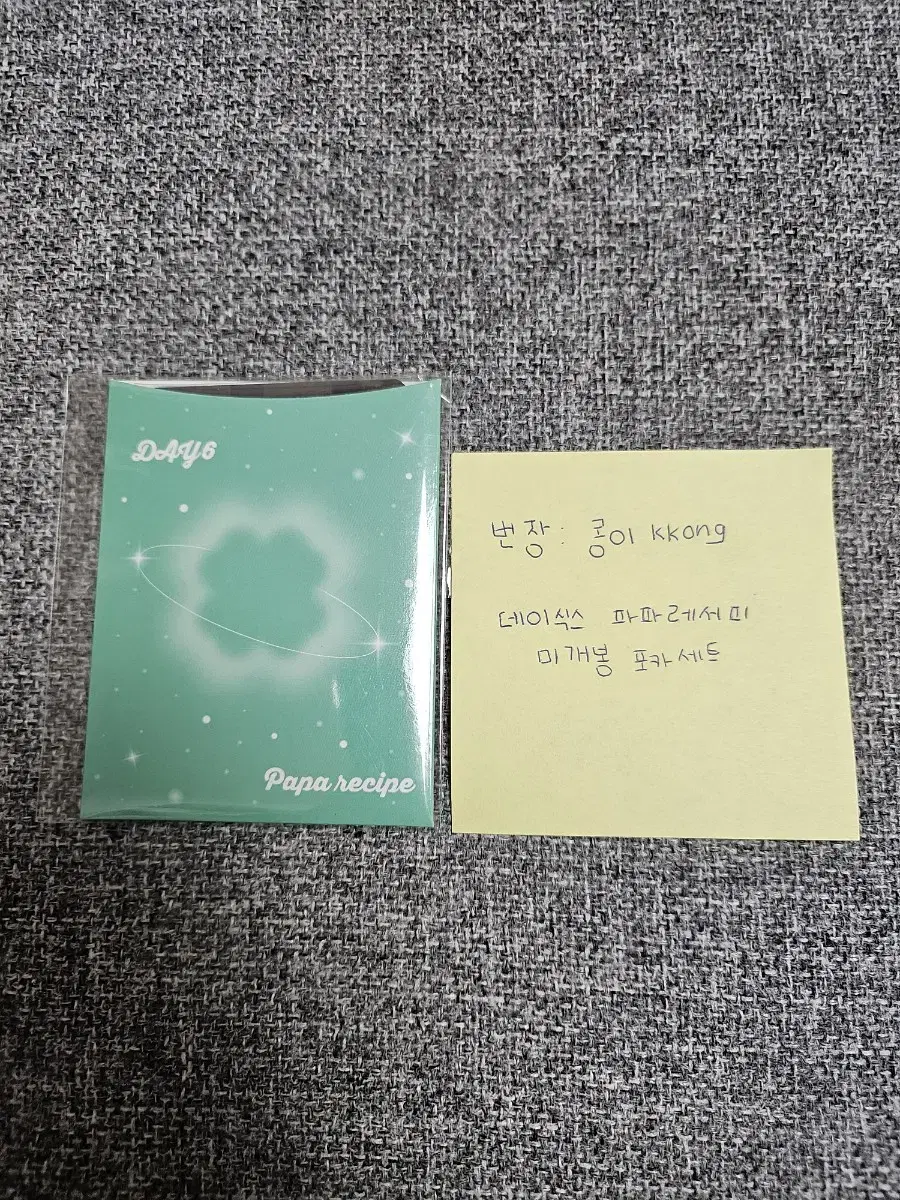 DAY6
Papa recipe
번장: 콩이 kkong
데이식스 파파레서미
미개봉 포카세트